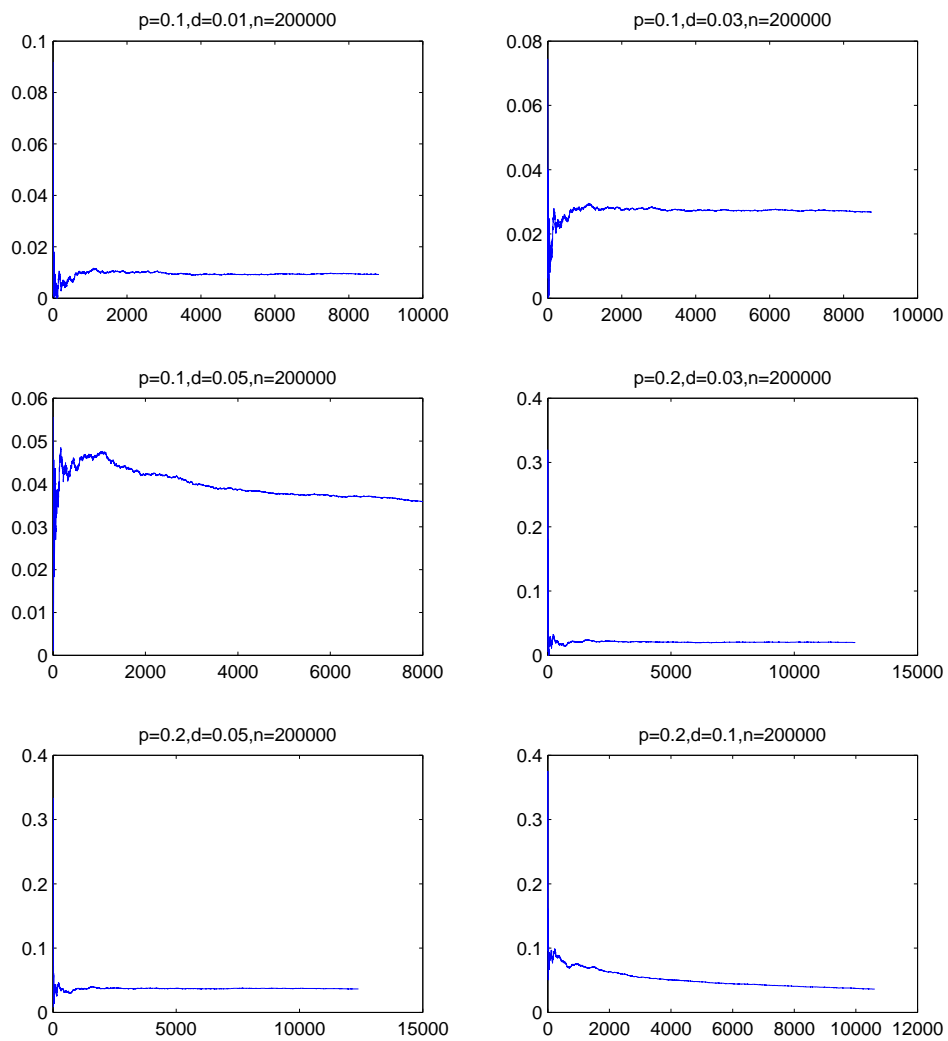 p=0.1,d=0.01,n=200000
0.1
0.08
0.06
0.04
0.02
0
0 2000 4000 6000 8000 10000
p=0.1,d=0.03,n=200000
0.08
0.06
0.04
0.02
0
0 2000 4000 6000 8000 10000
p=0.1,d=0.05,n=200000
0.06
0.05
0.04
0.03
0.02
0.01
0
0 2000 4000 6000 8000
p=0.2,d=0.03,n=200000
0.4
0.3
0.2
0.1
0
0 5000 10000 15000
p=0.2,d=0.05,n=200000
0.4
0.3
0.2
0.1
0
0 5000 10000 15000
p=0.2,d=0.1,n=200000
0.4
0.3
0.2
0.1
0
0 2000 4000 6000 8000 10000 12000